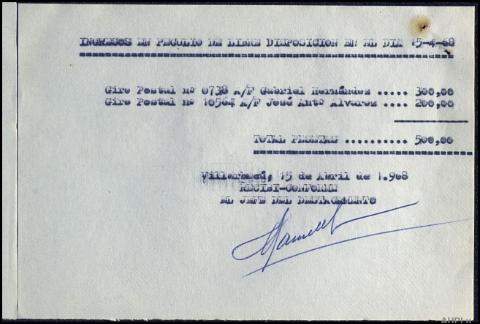 INGRESOS EN PECULIO DE LIBRE DISPOSICION EN EL DIA 15-4-68
Giro Postal nº 0738 A/F Gabriel Hernández ..... 300,00
Giro Postal nº 10564 A/F José Antº Alvarez .... 200,00
TOTAL PESETAS .......... 500,00
15 de Abril de 1.968
RECIBI-CONFORME
EL JEFE DEL DESTACAMENTO